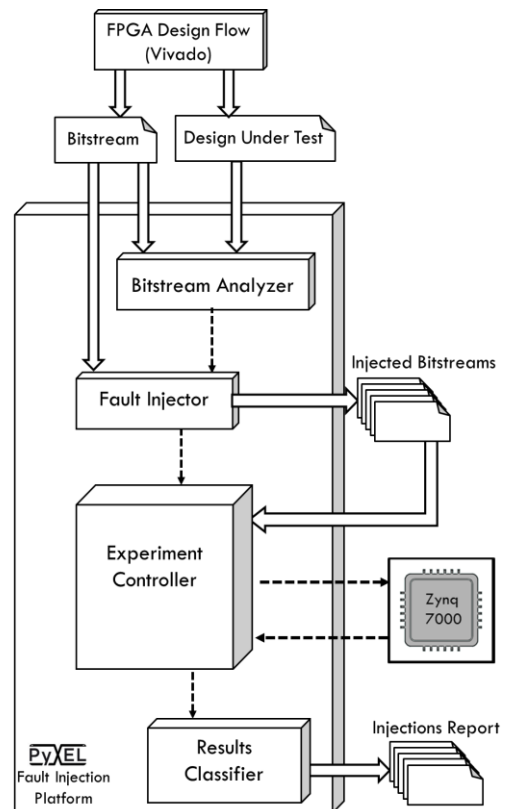 FPGA Design Flow
(Vivado)
Bitstream
Design Under Test
Bitstream Analyzer
Injected Bitstreams
Fault Injector
Experiment
Controller
Zynq
7000
Injections Report
Results
Classifier
PyXEL
Fault Injection
Platform